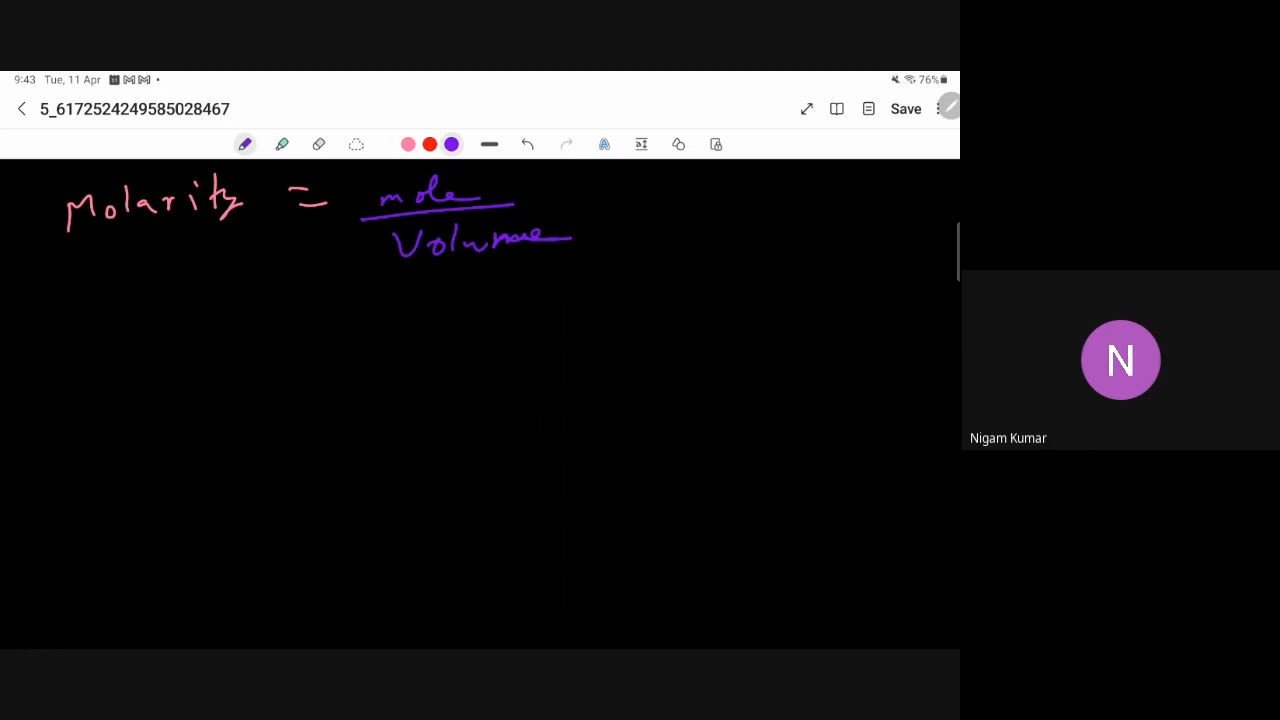 9:43 Tue, 11 Apr 76%
5_6172524249585028467 Save
Molarity = mole
Volume
N
Nigam Kumar